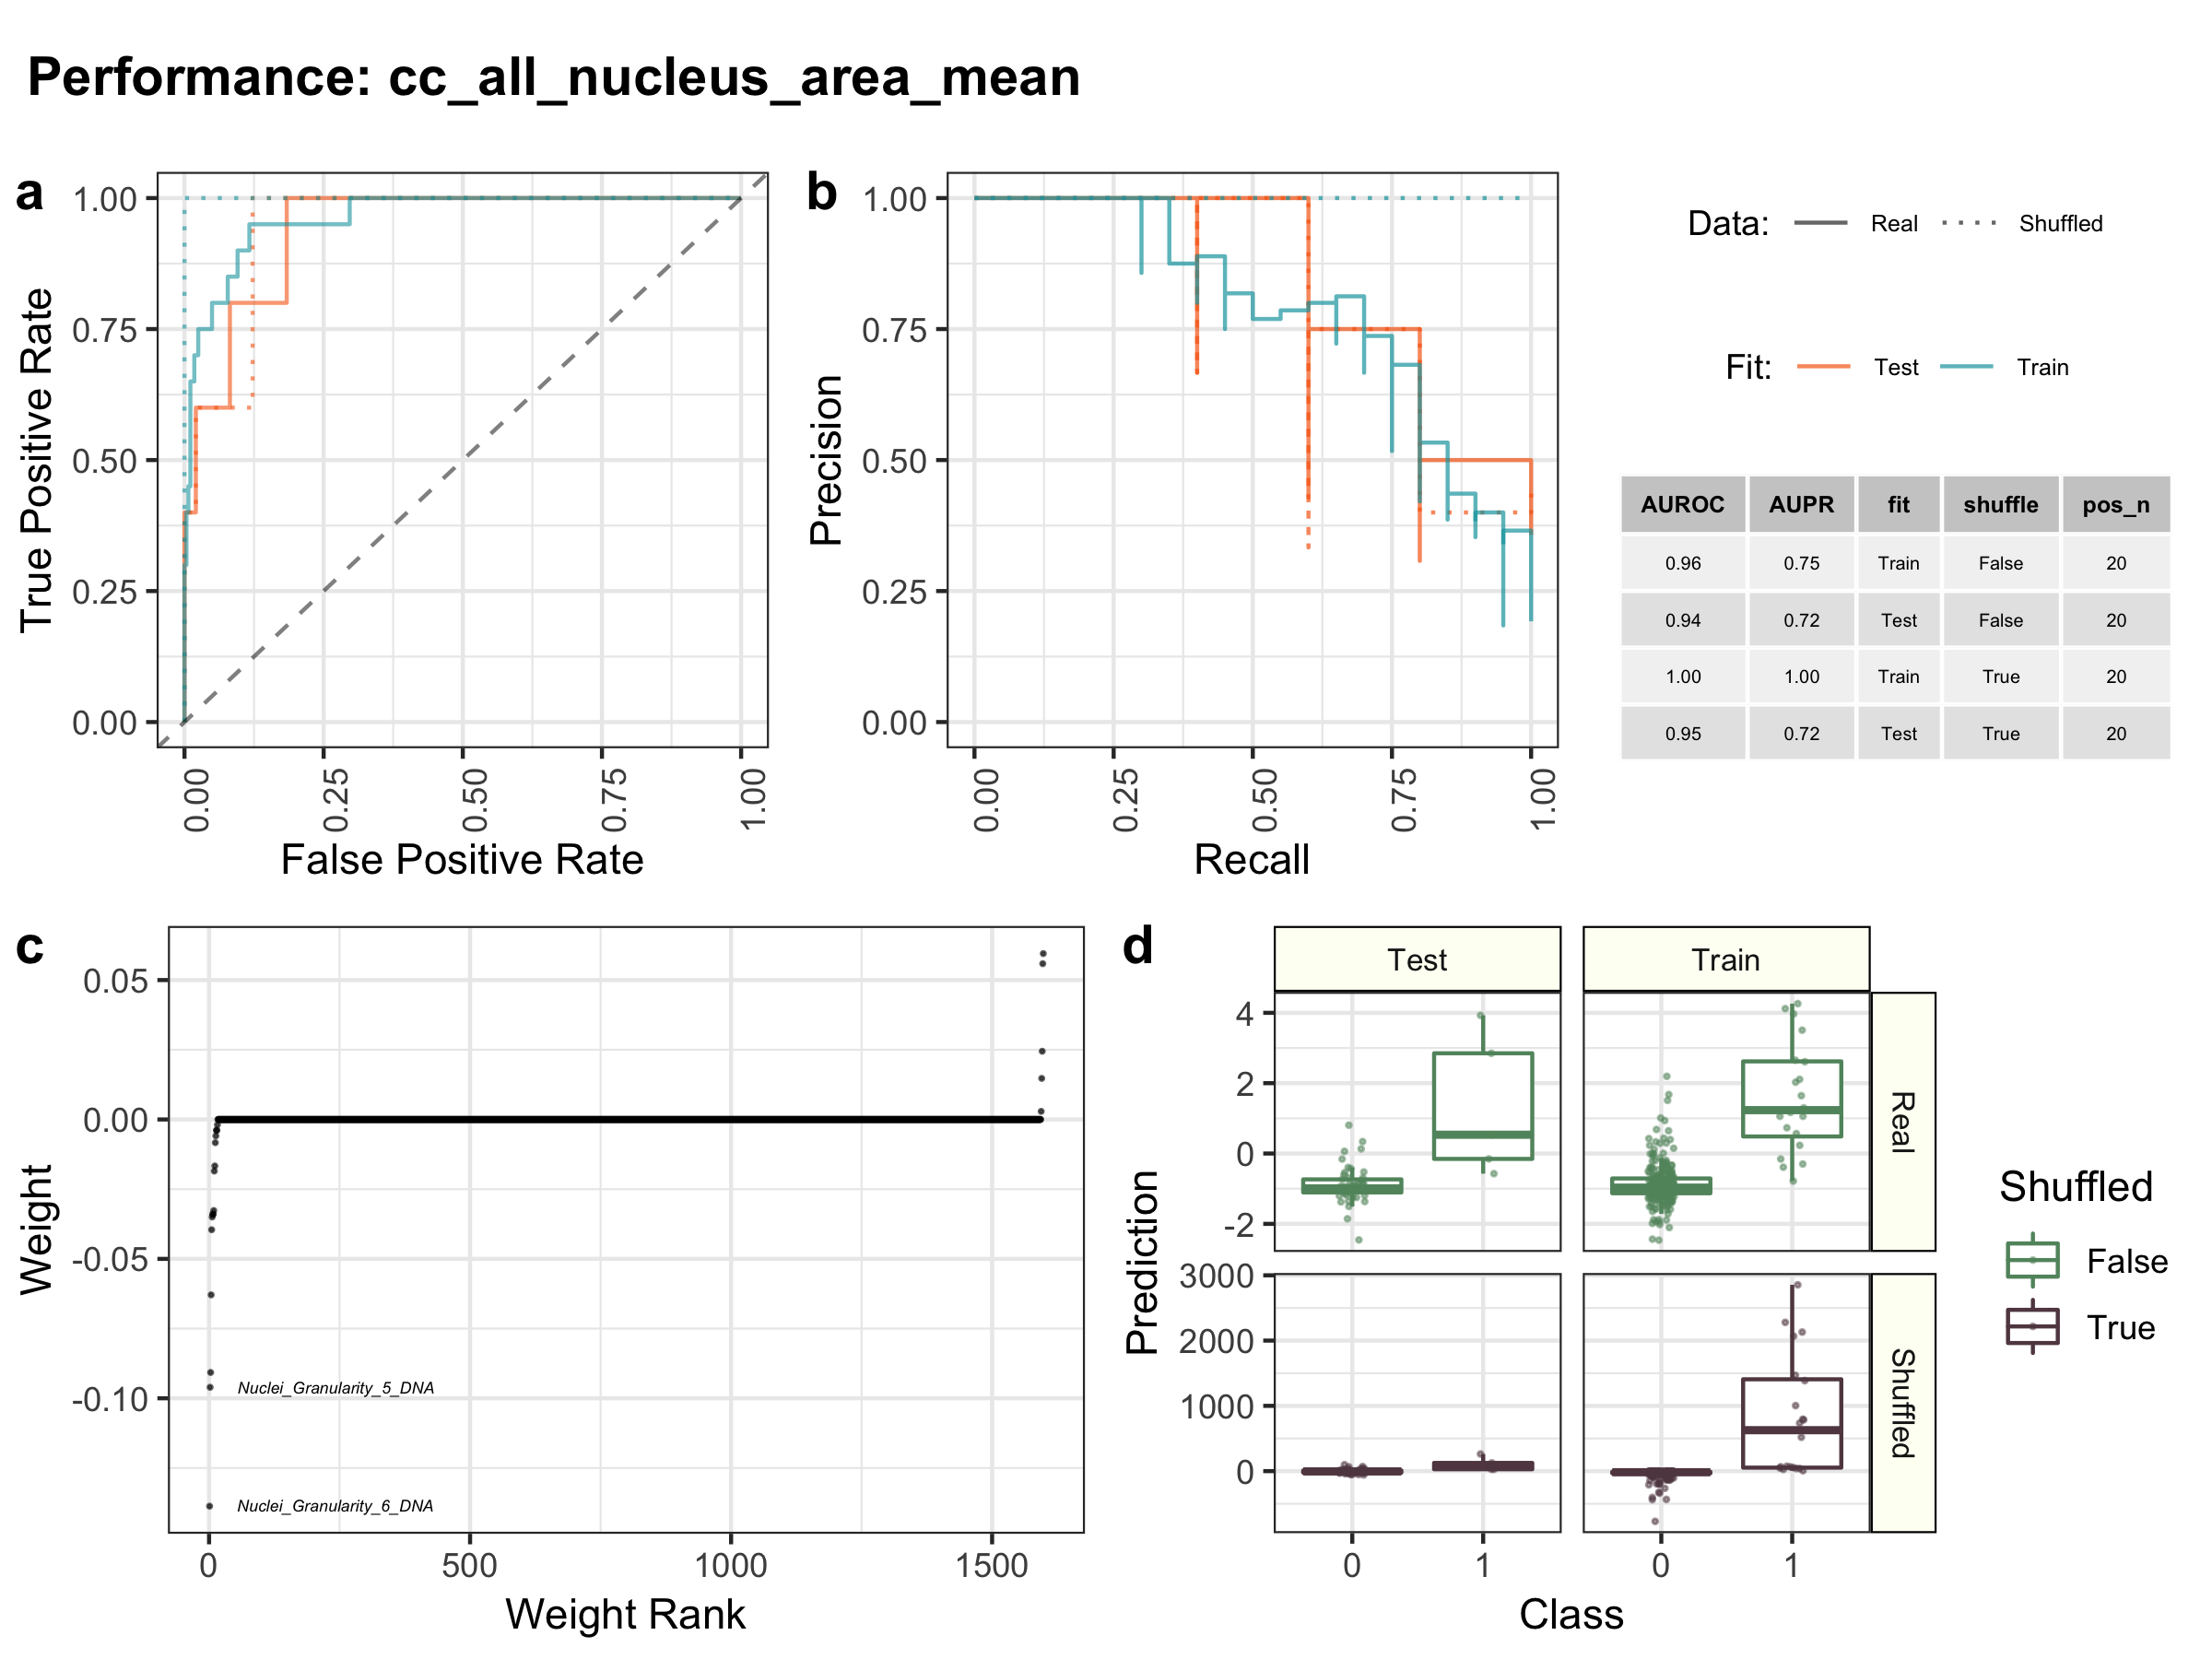 Performance: cc_all_nucleus_area_mean
a
1.00
0.75
0.50
0.25
0.00
True Positive Rate
0.00
0.25
0.50
0.75
1.00
False Positive Rate
b
1.00
0.75
0.50
0.25
0.00
Precision
0.00
0.25
0.50
0.75
1.00
Recall
Data: Real Shuffled
Fit: Test Train
AUROC AUPR fit shuffle pos_n
0.96 0.75 Train False 20
0.94 0.72 Test False 20
1.00 1.00 Train True 20
0.95 0.72 Test True 20
c
0.05
0.00
-0.05
-0.10
Weight
Nuclei_Granularity_5_DNA
Nuclei_Granularity_6_DNA
0 500 1000 1500
Weight Rank
d
Test Train
4
2
0
-2
Real
3000
2000
1000
0
Shuffled
Prediction
0 1 0 1
Class
Shuffled
False
True